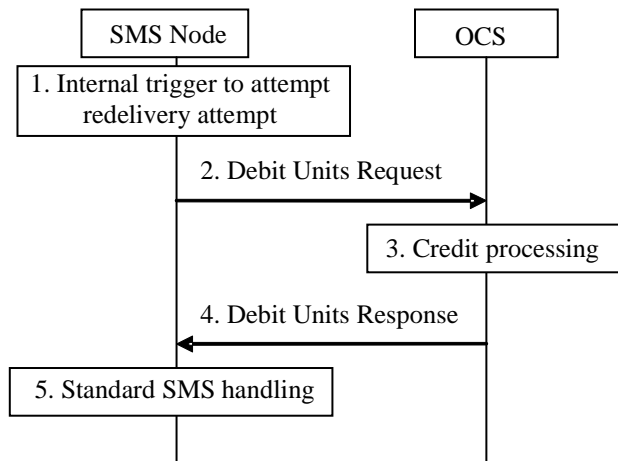 SMS Node
OCS
1. Internal trigger to attempt
redelivery attempt
2. Debit Units Request
3. Credit processing
4. Debit Units Response
5. Standard SMS handling